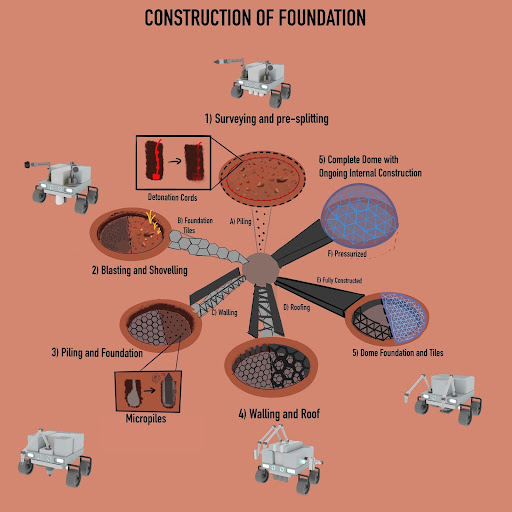 CONSTRUCTION OF FOUNDATION
1) Surveying and pre-splitting
Detonation Cords
5) Complete Dome with
Ongoing Internal Construction
A) Piling
B) Foundation
Tiles
F) Pressurized
2) Blasting and Shovelling
E) Fully Constructed
C) Walling
D) Roofing
3) Piling and Foundation
5) Dome Foundation and Tiles
Micropiles
4) Walling and Roof